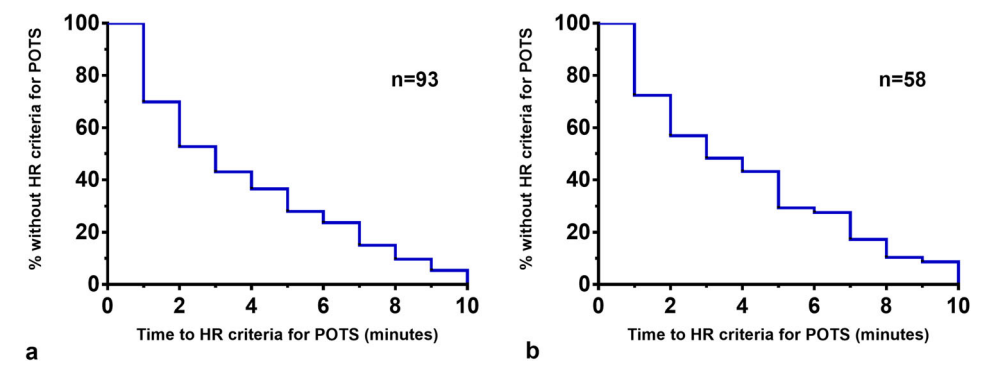 % without HR criteria for POTS
100
80
60
40
20
0
n=93
0 2 4 6 8 10
Time to HR criteria for POTS (minutes)
a
% without HR criteria for POTS
100
80
60
40
20
0
n=58
0 2 4 6 8 10
Time to HR criteria for POTS (minutes)
b